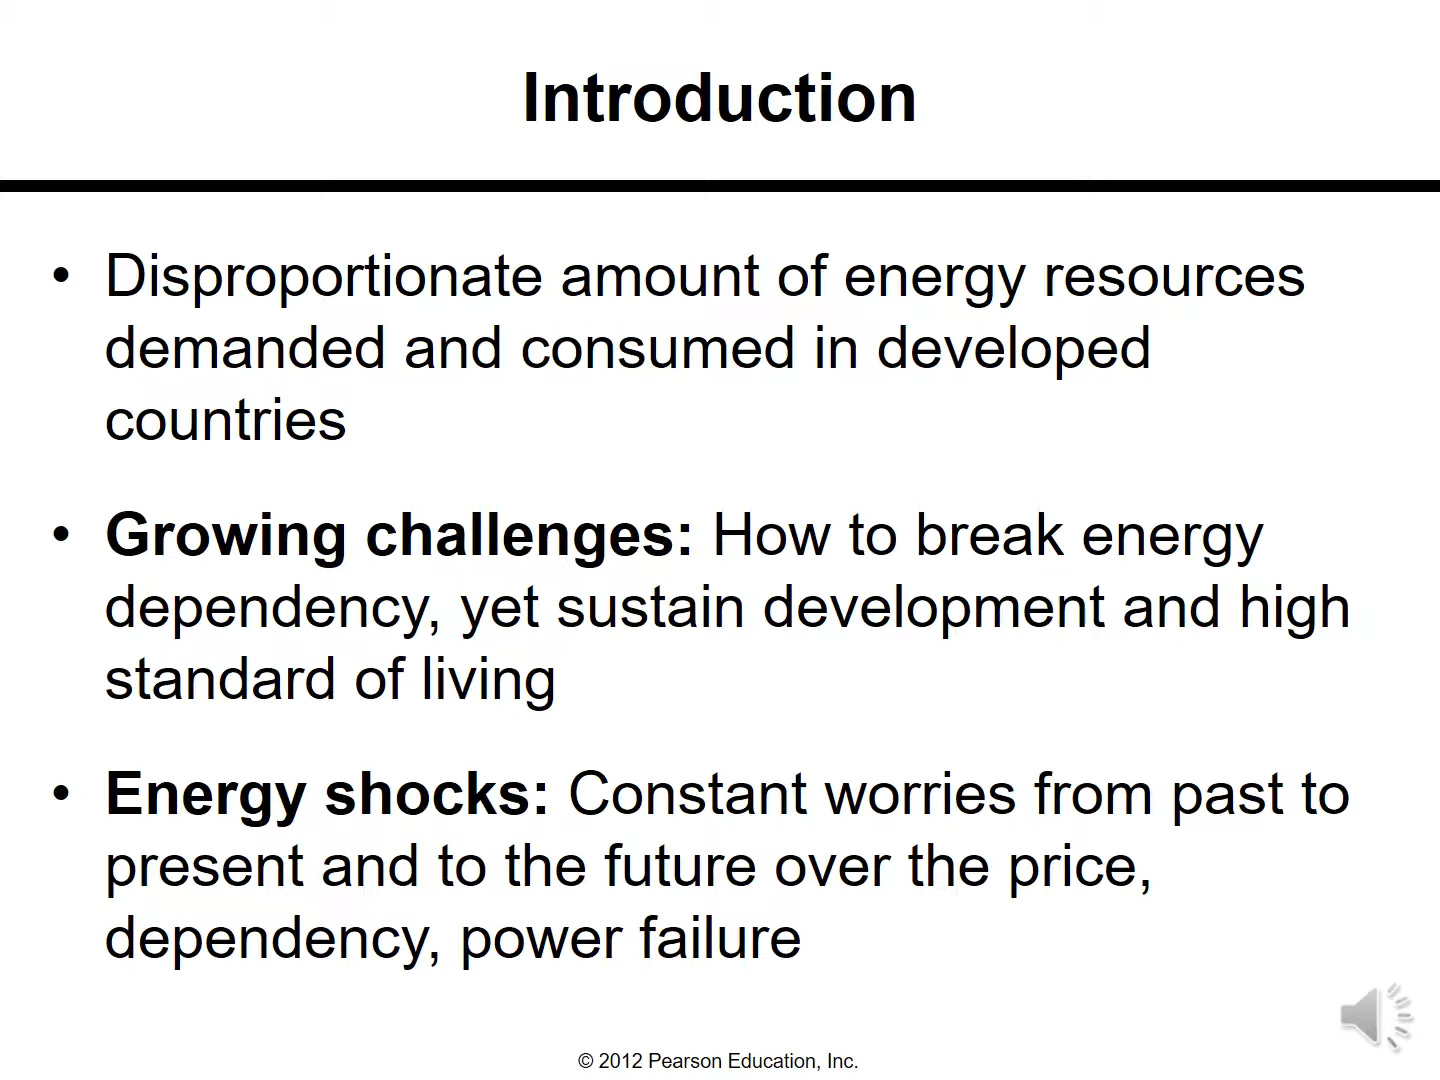 Introduction
• Disproportionate amount of energy resources
demanded and consumed in developed
countries
• Growing challenges: How to break energy
dependency, yet sustain development and high
standard of living
• Energy shocks: Constant worries from past to
present and to the future over the price,
dependency, power failure
© 2012 Pearson Education, Inc.